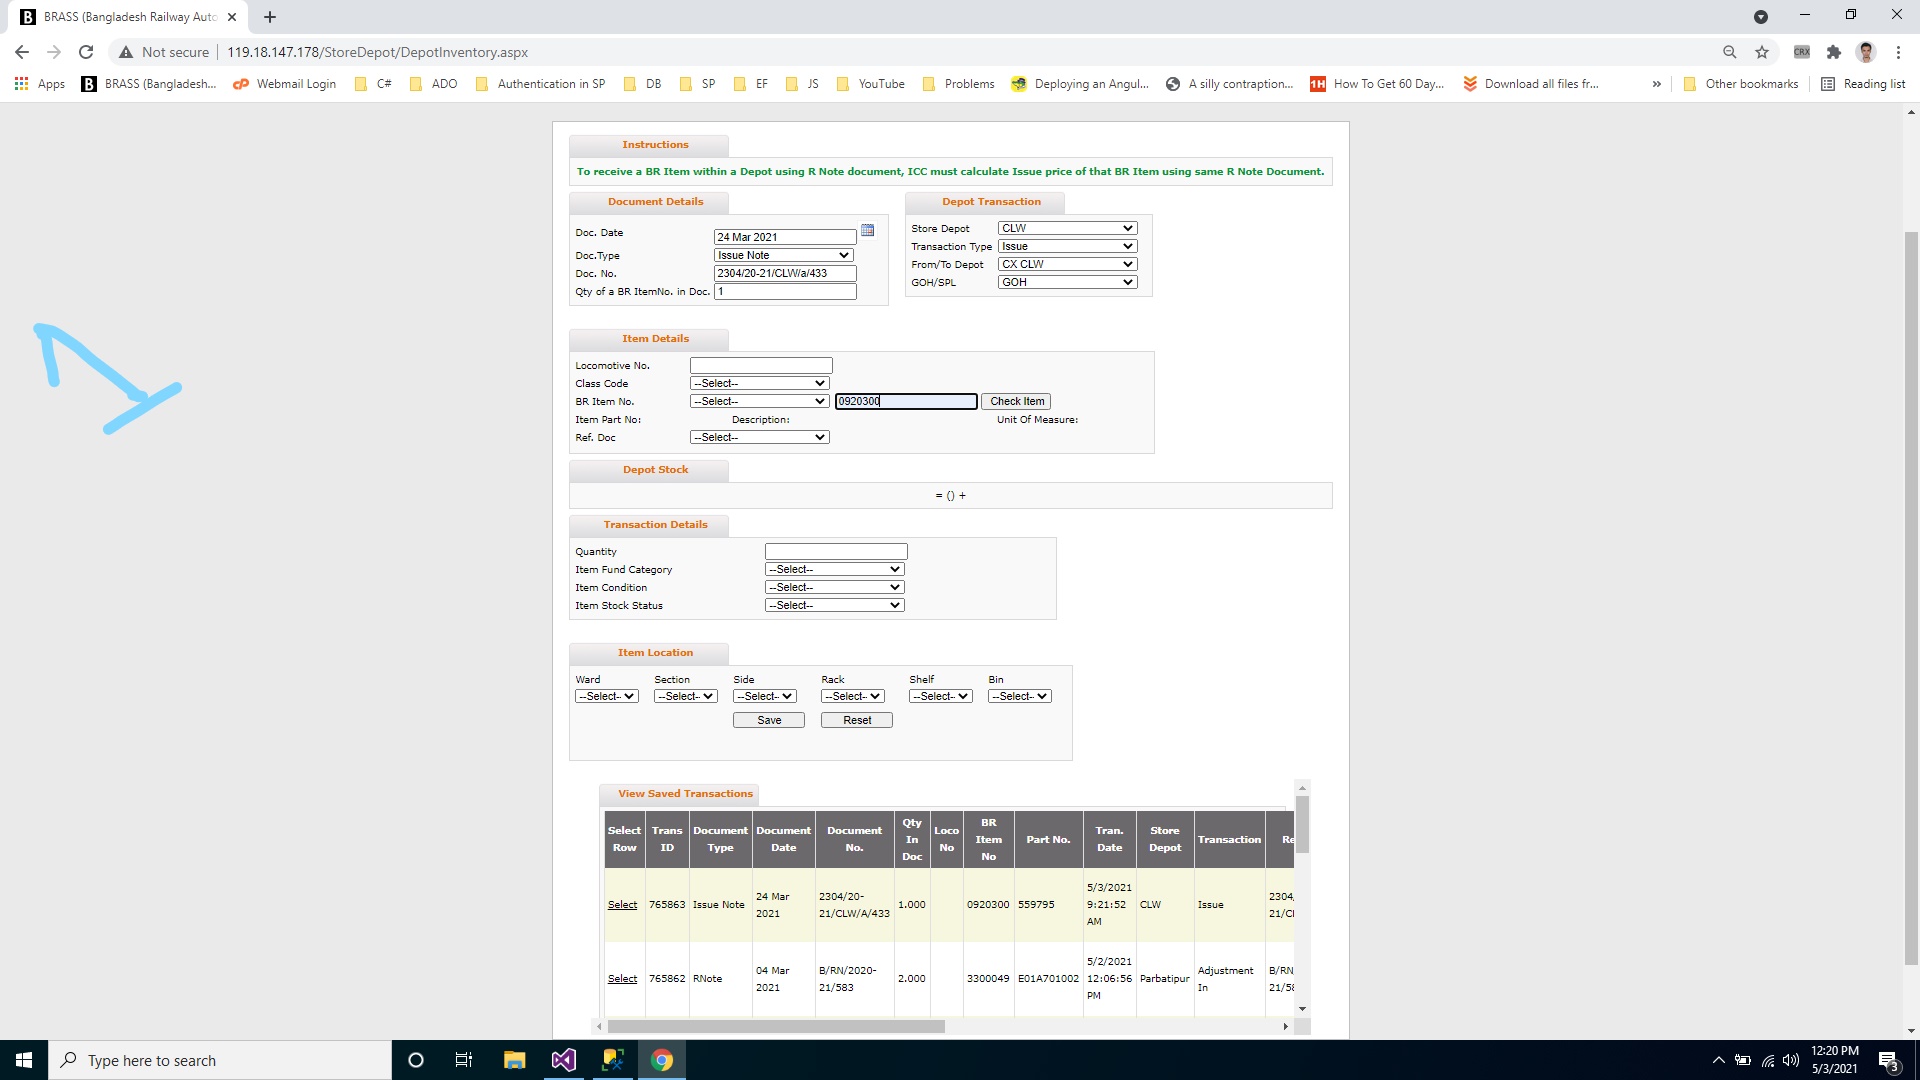 BRASS (Bangladesh Railway Auto
Not secure 119.18.147.178/StoreDepot/DepotInventory.aspx CRX
Apps BRASS (Bangladesh... Webmail Login C# ADO Authentication in SP DB SP EF JS YouTube Problems Deploying an Angul... A silly contraption... 1H How To Get 60 Day... Download all files fr... » Other bookmarks Reading list
Instructions
To receive a BR Item within a Depot using R Note document, ICC must calculate Issue price of that BR Item using same R Note Document.
Document Details
Doc. Date 24 Mar 2021
Doc.Type Issue Note
Doc. No. 2304/20-21/CLW/a/433
Qty of a BR ItemNo. in Doc. 1
Depot Transaction
Store Depot CLW
Transaction Type Issue
From/To Depot CX CLW
GOH/SPL GOH
Item Details
Locomotive No.
Class Code --Select--
BR Item No. --Select-- 0920300 Check Item
Item Part No: Description: Unit Of Measure:
Ref. Doc --Select--
Depot Stock
= () +
Transaction Details
Quantity
Item Fund Category --Select--
Item Condition --Select--
Item Stock Status --Select--
Item Location
Ward Section Side Rack Shelf Bin
--Select- --Select- --Select- --Select- --Select- --Select-
Save Reset
View Saved Transactions
Select Row Trans ID Document Type Document Date Document No. Qty In Doc Loco No BR Item No Part No. Tran. Date Store Depot Transaction Re
Select 765863 Issue Note 24 Mar 2021 2304/20-21/CLW/A/433 1.000 0920300 559795 5/3/2021 9:21:52 AM CLW Issue 2304, 21/Cl
Select 765862 RNote 04 Mar 2021 B/RN/2020-21/583 2.000 3300049 E01A701002 5/2/2021 12:06:56 PM Parbatipur Adjustment In B/RN 21/58
Type here to search
12:20 PM
5/3/2021
3